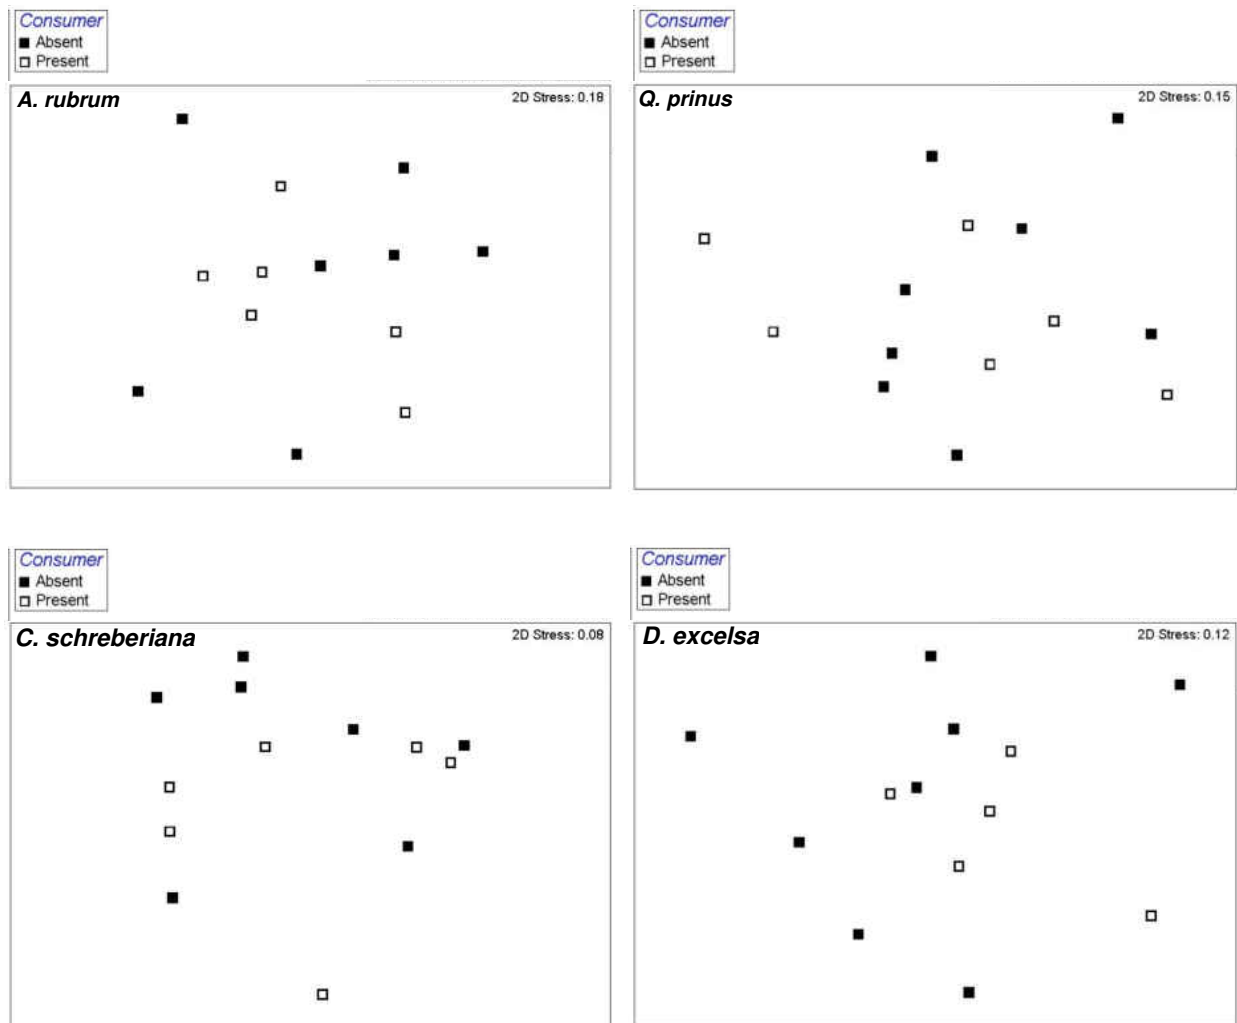 Consumer
Absent
Present
A. rubrum
2D Stress: 0.18
Consumer
Absent
Present
Q. prinus
2D Stress: 0.15
Consumer
Absent
Present
C. schreberiana
2D Stress: 0.08
Consumer
Absent
Present
D. excelsa
2D Stress: 0.12